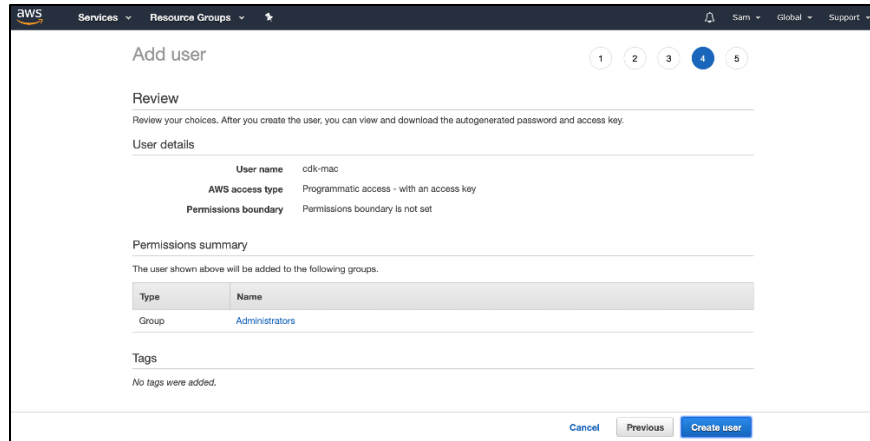 aws Services Resource Groups Sam Global Support
Add user 1 2 3 4 5
Review
Review your choices. After you create the user, you can view and download the autogenerated password and access key.
User details
User name cdk-mac
AWS access type Programmatic access - with an access key
Permissions boundary Permissions boundary is not set
Permissions summary
The user shown above will be added to the following groups.
Type Name
Group Administrators
Tags
No tags were added.
Cancel Previous Create user